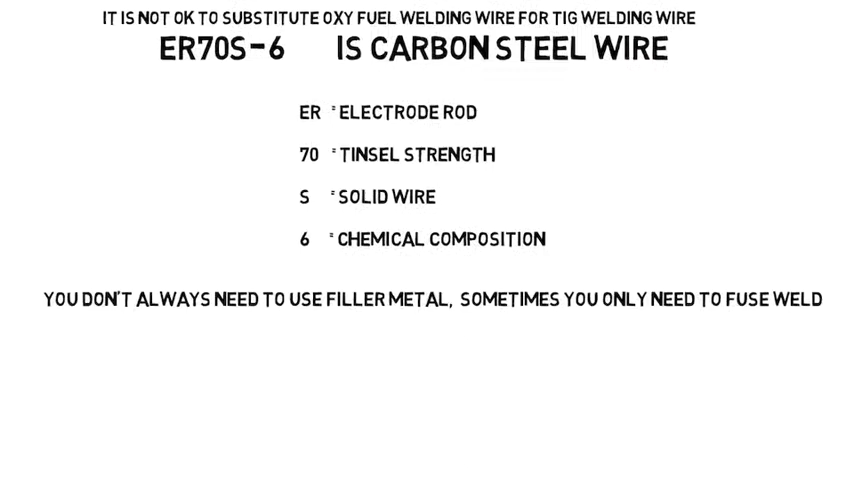 IT IS NOT OK TO SUBSTITUTE OXY FUEL WELDING WIRE FOR TIG WELDING WIRE
ER70S-6 IS CARBON STEEL WIRE
ER = ELECTRODE ROD
70 = TINSEL STRENGTH
S = SOLID WIRE
6 = CHEMICAL COMPOSITION
YOU DON'T ALWAYS NEED TO USE FILLER METAL, SOMETIMES YOU ONLY NEED TO FUSE WELD